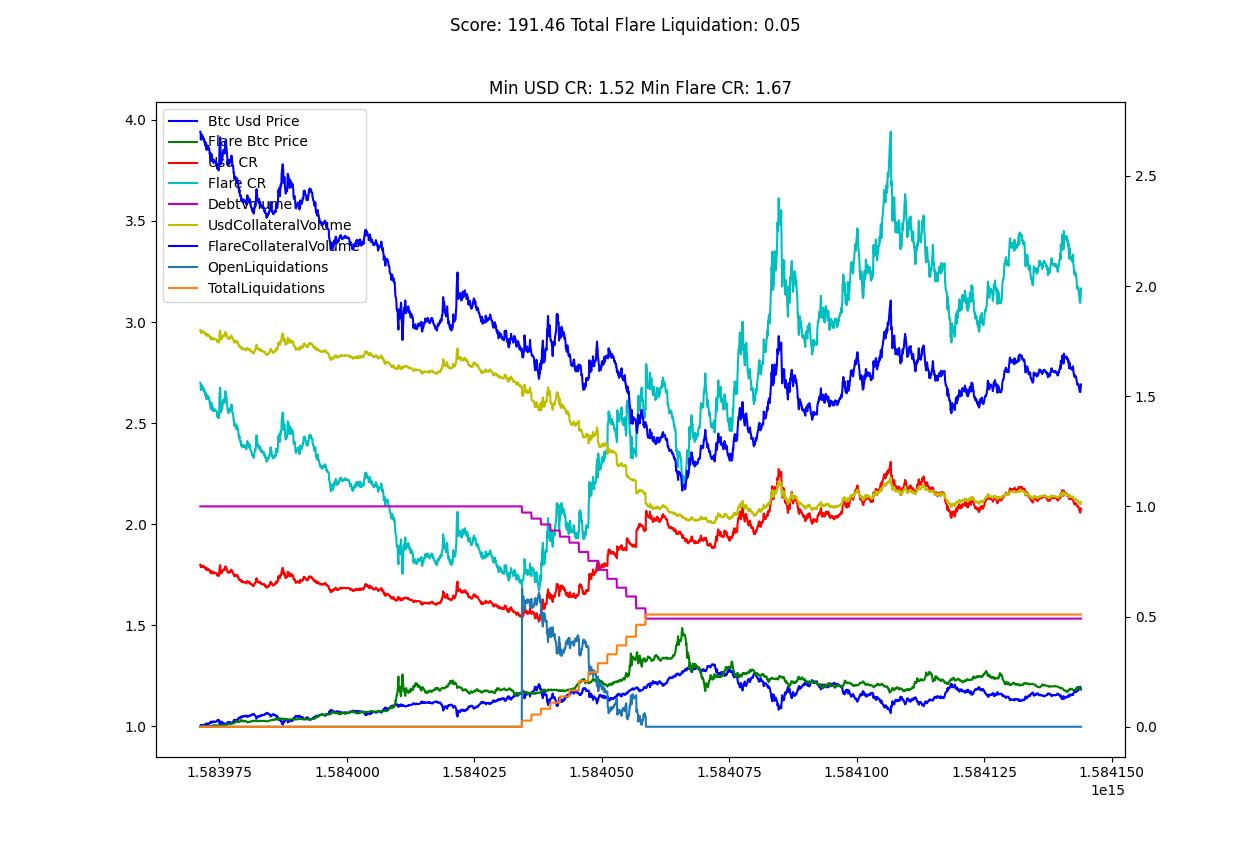 Score: 191.46 Total Flare Liquidation: 0.05
Min USD CR: 1.52 Min Flare CR: 1.67
Btc Usd Price
Flare Btc Price
Usd CR
Flare CR
DebtVolume
UsdCollateralVolume
FlareCollateralVolume
OpenLiquidations
TotalLiquidations
4.0
3.5
3.0
2.5
2.0
1.5
1.0
2.5
2.0
1.5
1.0
0.5
0.0
1.583975 1.584000 1.584025 1.584050 1.584075 1.584100 1.584125 1.584150
1e15